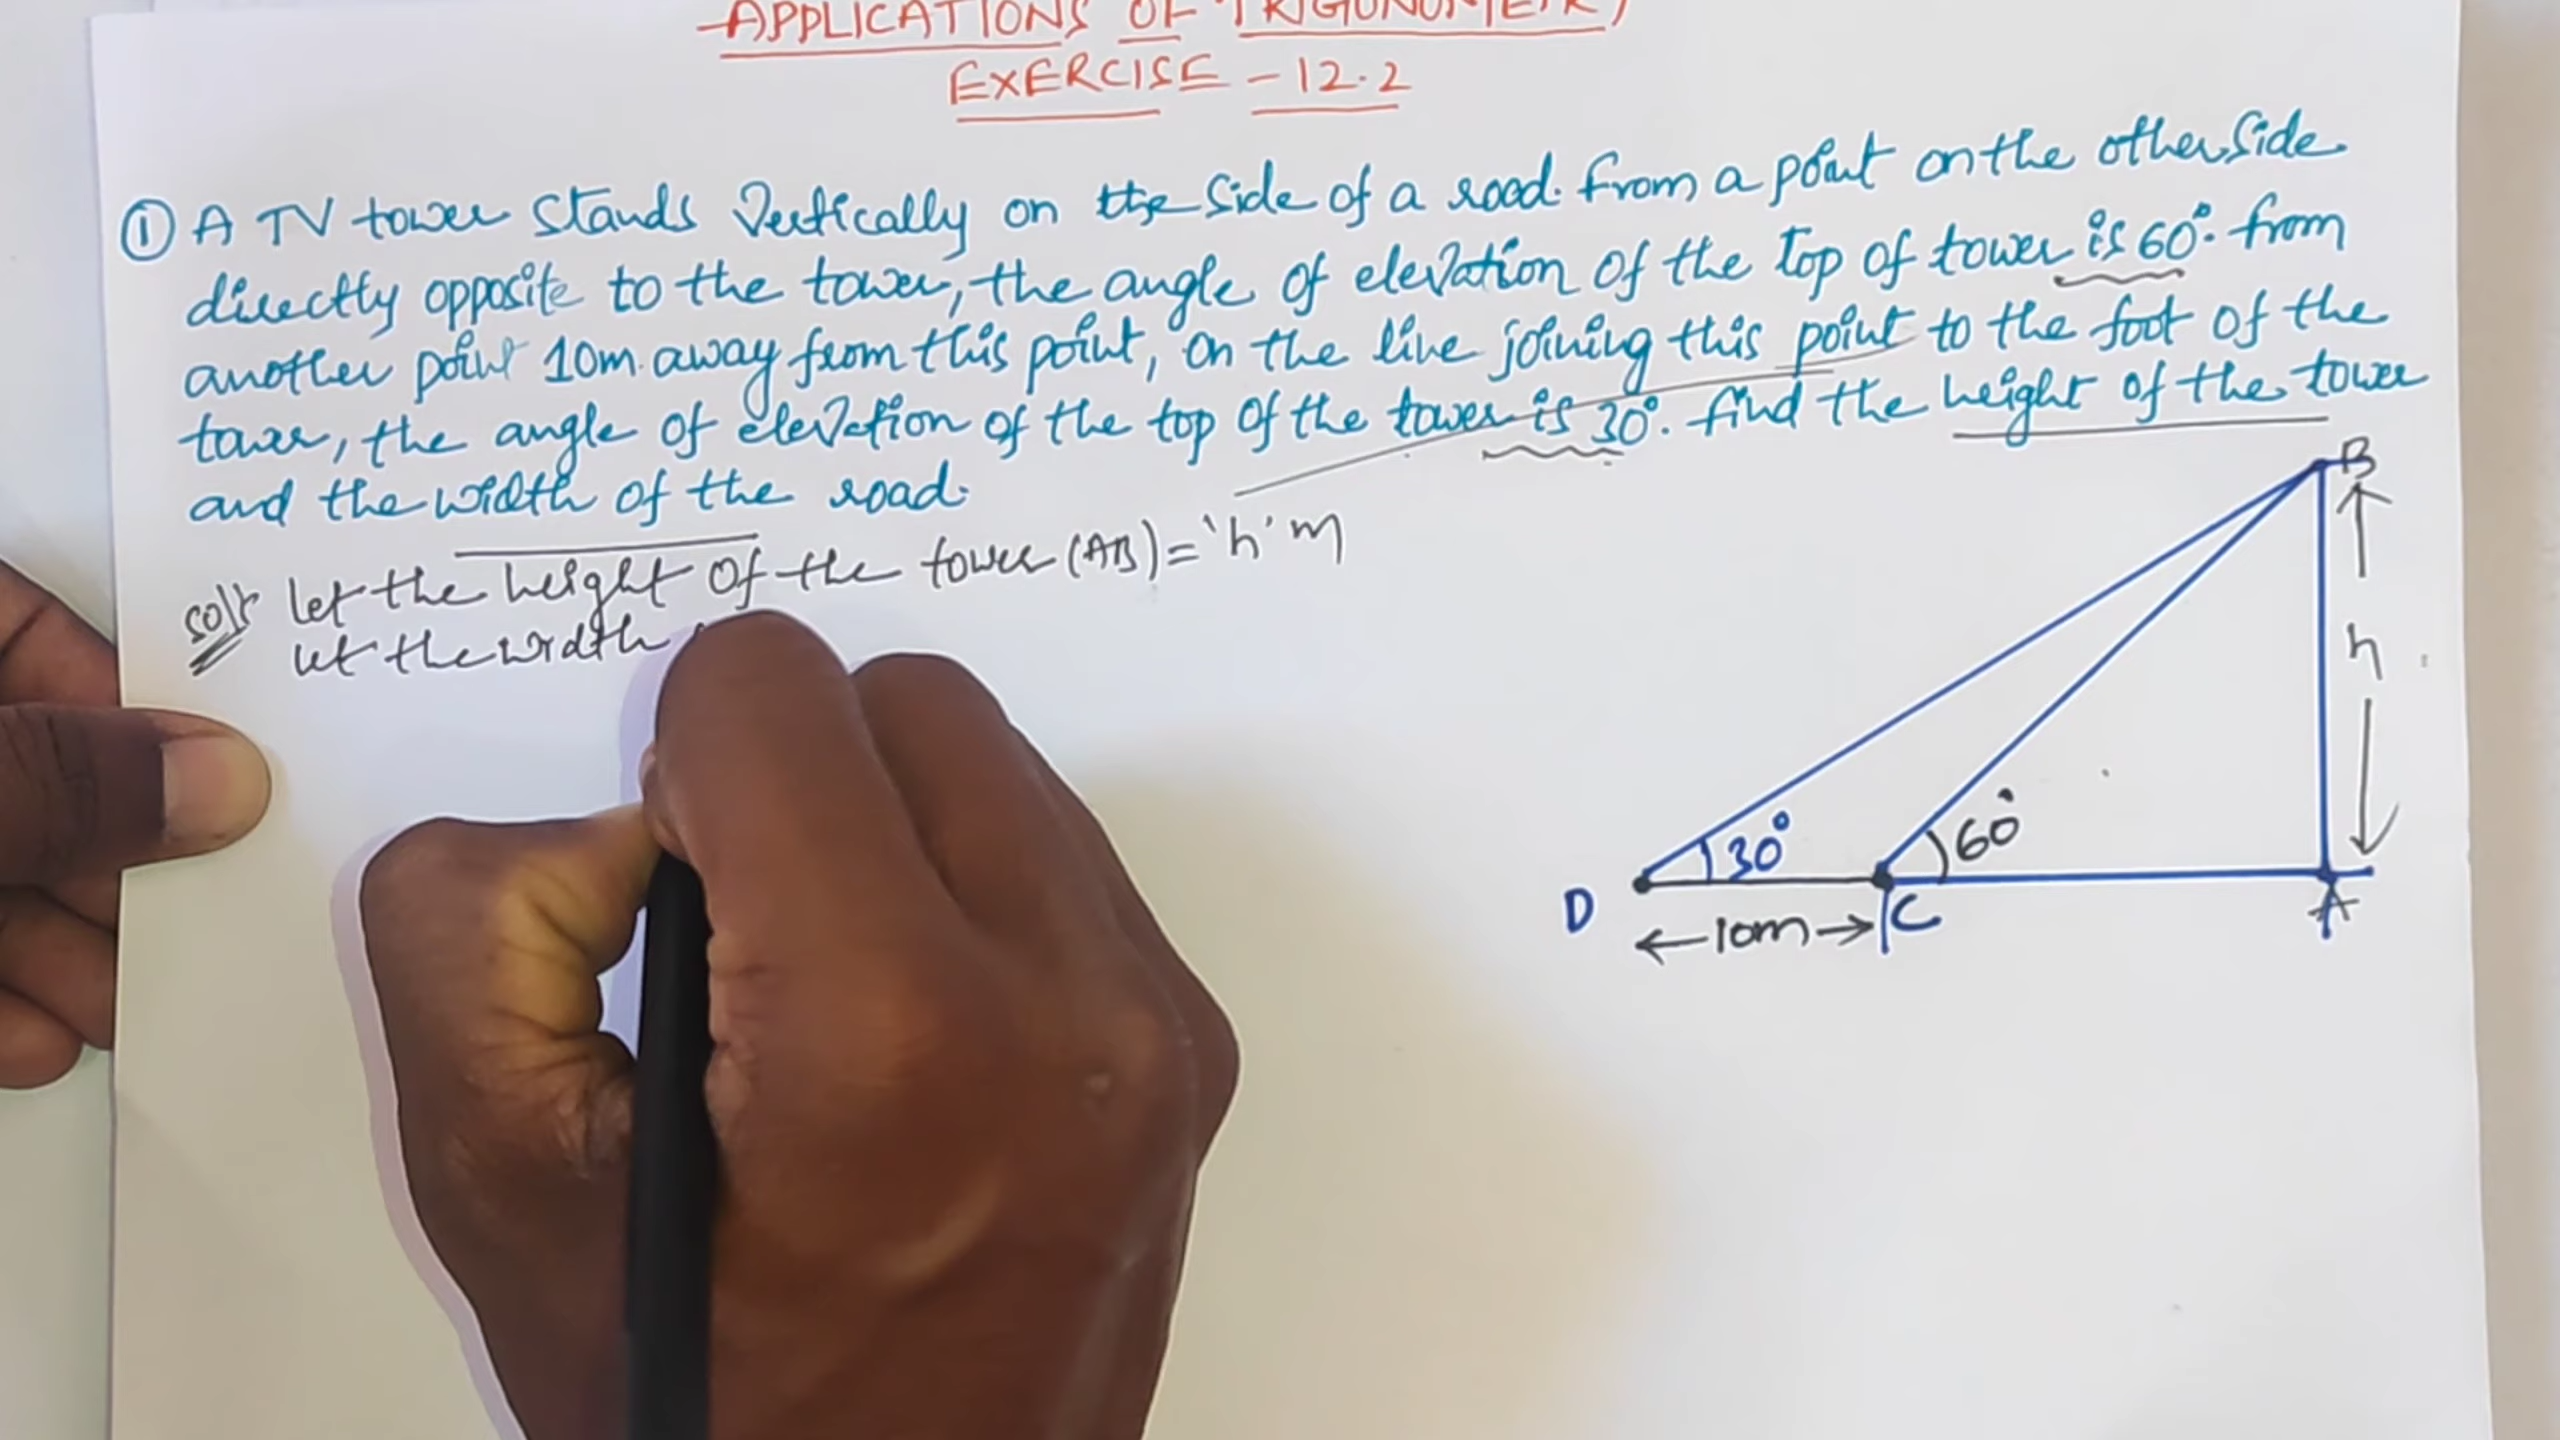 APPLICATIONS OF TRIGONOMETRY
EXERCISE - 12.2
① A TV tower stands vertically on the side of a road. From a point on the other side
directly opposite to the tower, the angle of elevation of the top of tower is 60°. from
another point 10m away from this point, on the line joining this point to the foot of the
tower, the angle of elevation of the top of the tower is 30°. find the height of the tower
and the width of the road.
let the height of the tower (AB) = 'h' m
let the width
B
h
30°
60°
D
C
A
10m